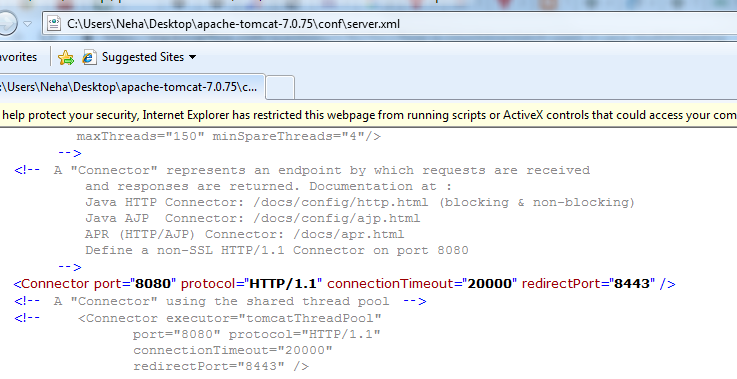 C:\Users\Neha\Desktop\apache-tomcat-7.0.75\conf\server.xml
vorites Suggested Sites
:\Users\Neha\Desktop\apache-tomcat-7.0.75\c...
help protect your security, Internet Explorer has restricted this webpage from running scripts or ActiveX controls that could access your com
maxThreads="150" minSpareThreads="4"/>
-->
<!-- A "Connector" represents an endpoint by which requests are received
and responses are returned. Documentation at :
Java HTTP Connector: /docs/config/http.html (blocking & non-blocking)
Java AJP Connector: /docs/config/ajp.html
APR (HTTP/AJP) Connector: /docs/apr.html
Define a non-SSL HTTP/1.1 Connector on port 8080
-->
<Connector port="8080" protocol="HTTP/1.1" connectionTimeout="20000" redirectPort="8443" />
<!-- A "Connector" using the shared thread pool -->
<!-- <Connector executor="tomcatThreadPool"
port="8080" protocol="HTTP/1.1"
connectionTimeout="20000"
redirectPort="8443" />